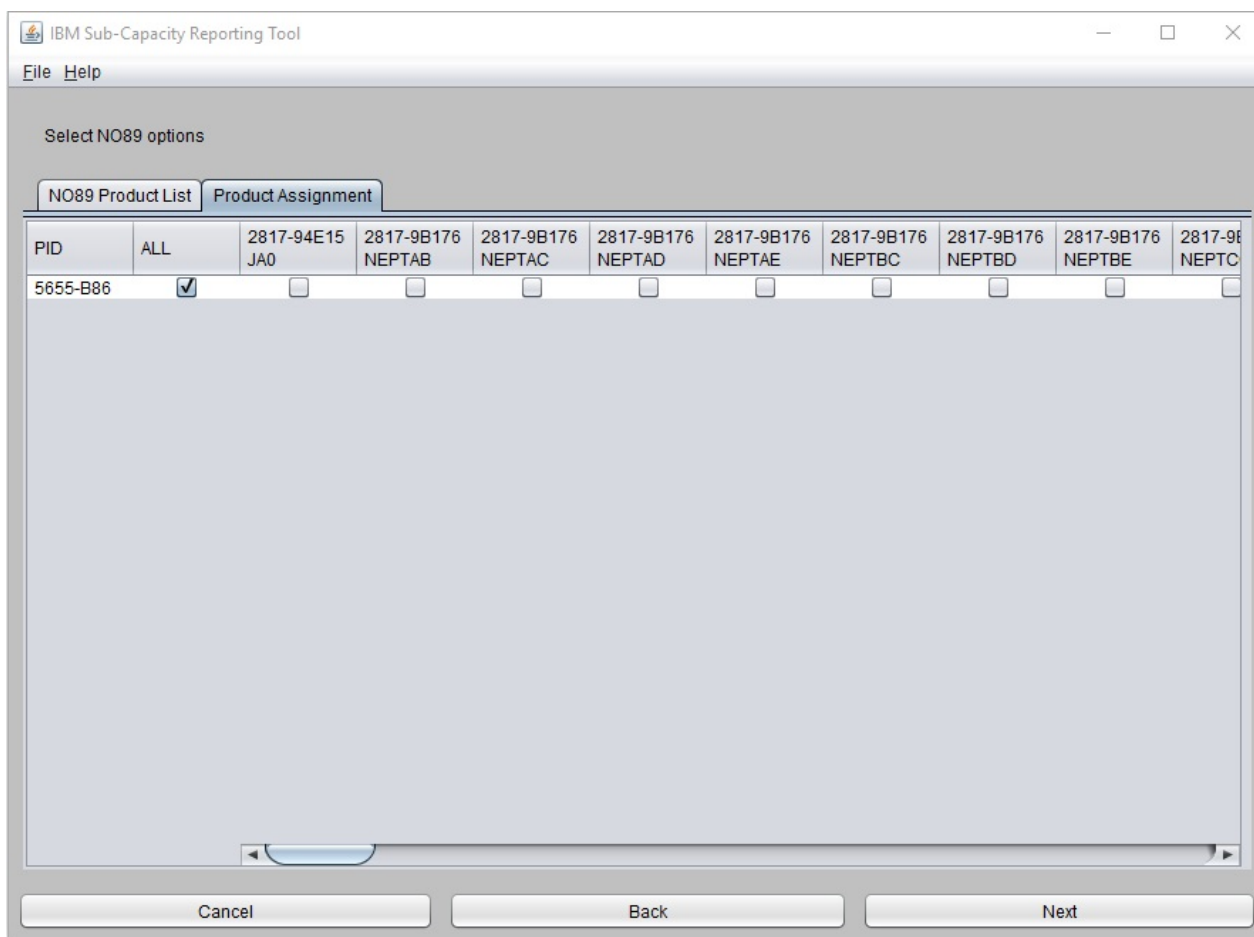 IBM Sub-Capacity Reporting Tool
File Help
Select NO89 options
NO89 Product List Product Assignment
PID ALL 2817-94E15 2817-9B176 2817-9B176 2817-9B176 2817-9B176 2817-9B176 2817-9B176 2817-9B176
JA0 NEPTAB NEPTAC NEPTAD NEPTAE NEPTBC NEPTBD NEPTBE
5655-B86
Cancel Back Next